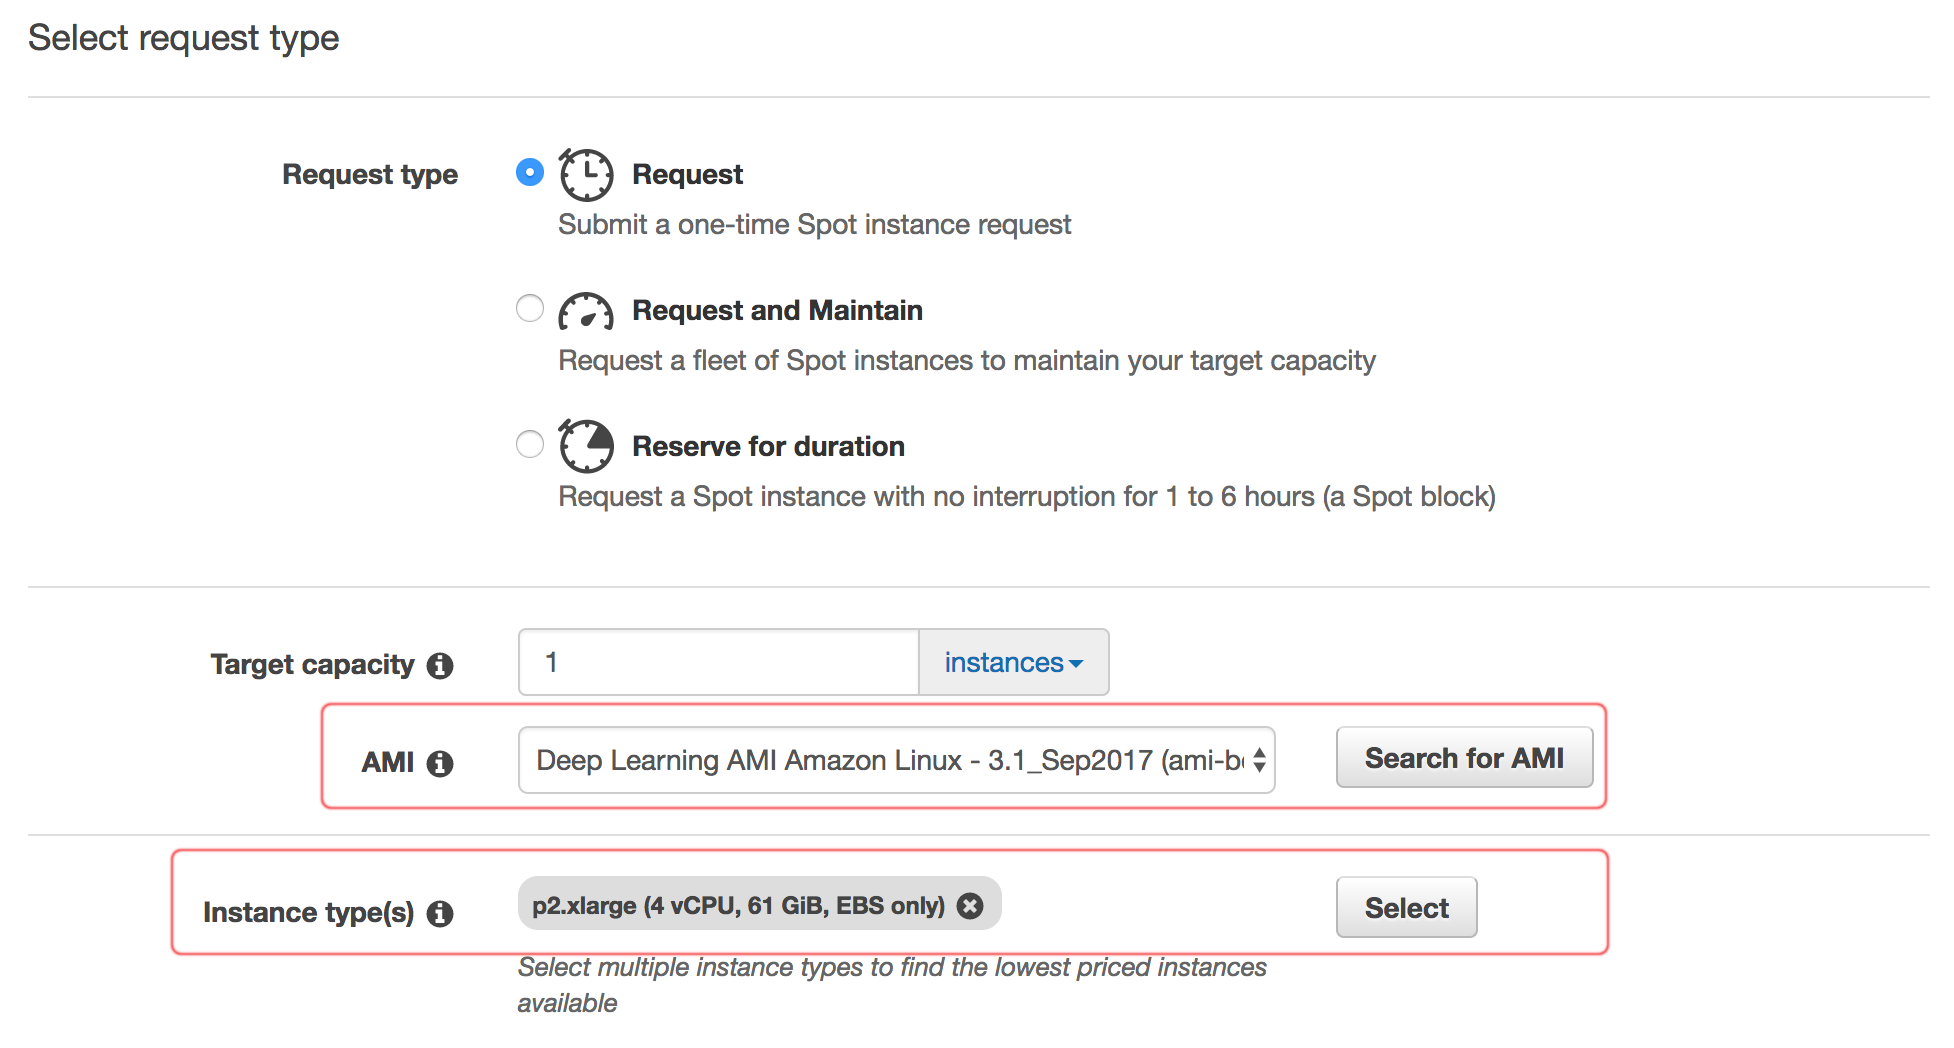 Select request type
Request type
Request
Submit a one-time Spot instance request
Request and Maintain
Request a fleet of Spot instances to maintain your target capacity
Reserve for duration
Request a Spot instance with no interruption for 1 to 6 hours (a Spot block)
Target capacity
1
instances
AMI
Deep Learning AMI Amazon Linux - 3.1_Sep2017 (ami-b
Search for AMI
Instance type(s)
p2.xlarge (4 vCPU, 61 GiB, EBS only)
Select
Select multiple instance types to find the lowest priced instances
available